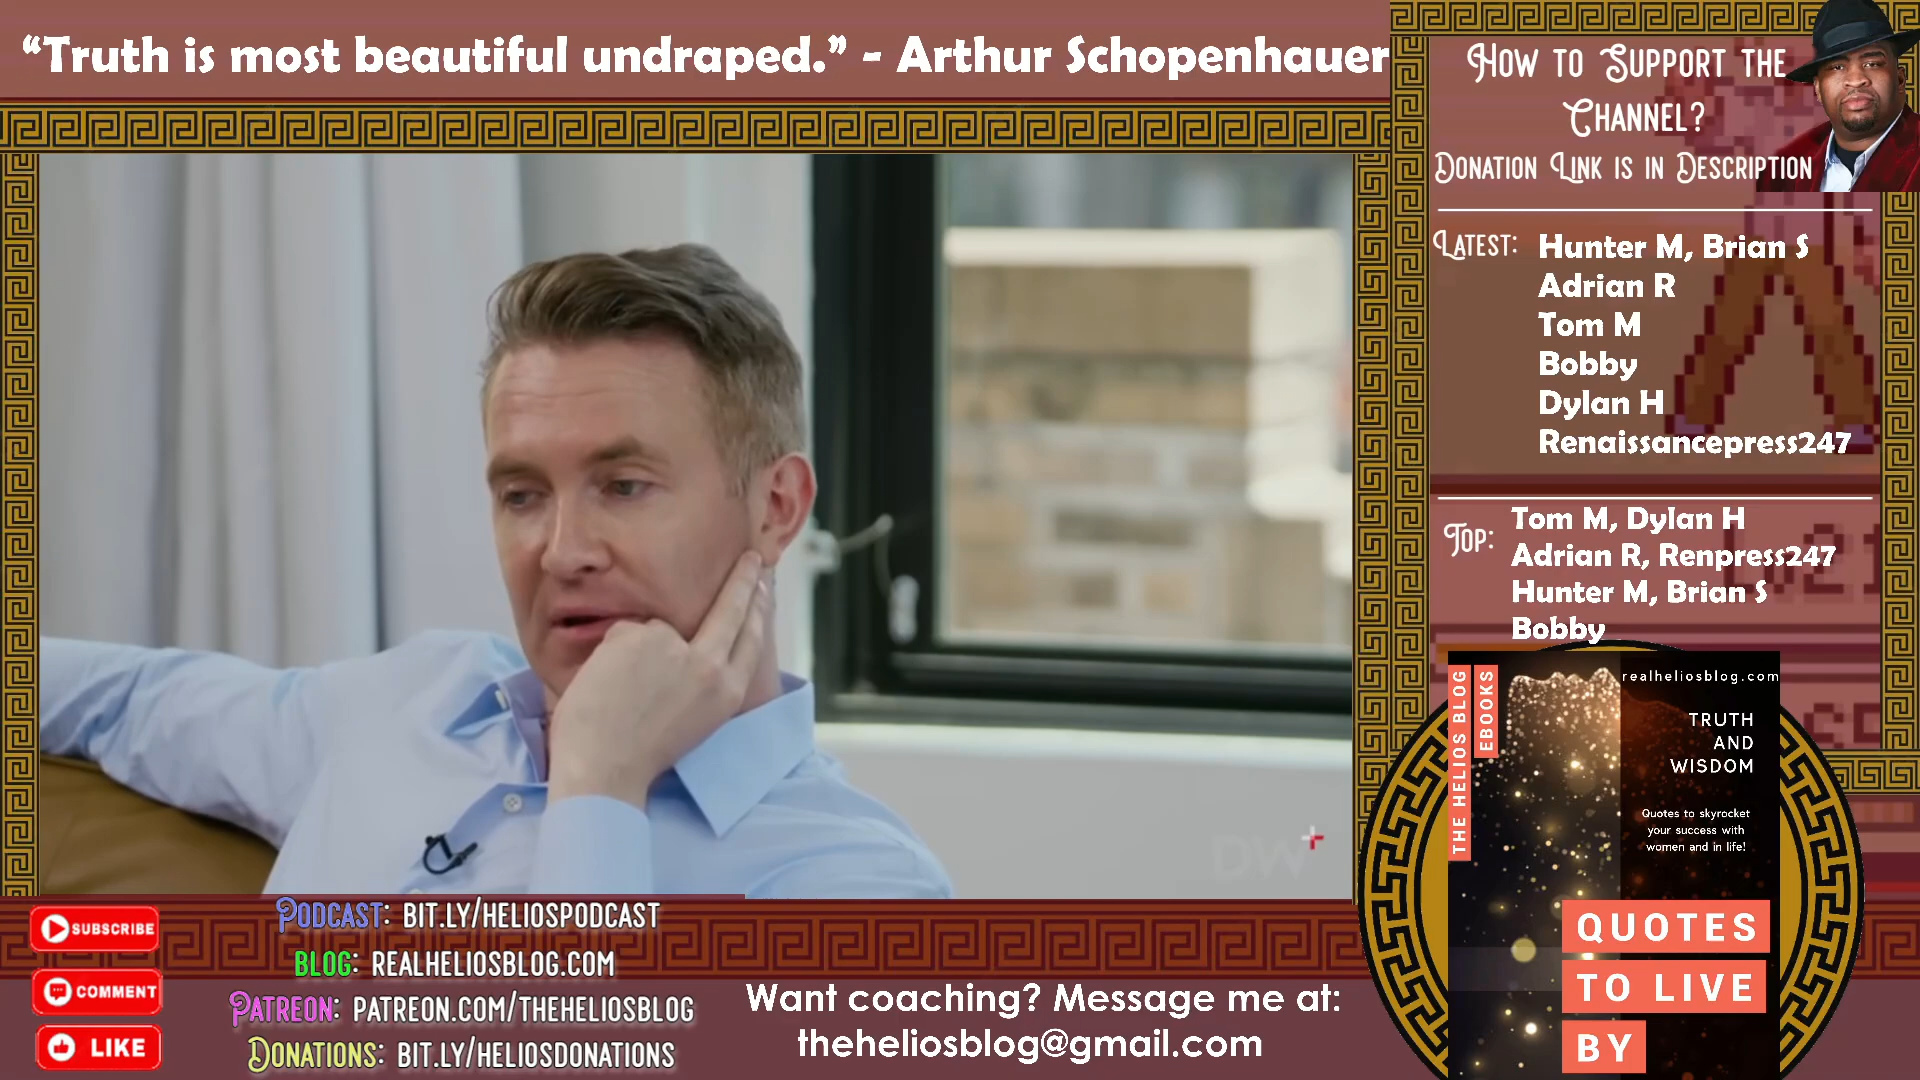 “Truth is most beautiful undraped.” - Arthur Schopenhauer
How to Support the
Channel?
Donation Link is in Description
Latest: Hunter M, Brian S
Adrian R
Tom M
Bobby
Dylan H
Renaissancepress247
Top: Tom M, Dylan H
Adrian R, Renpress247
Hunter M, Brian S
Bobby
THE HELIOS BLOG
EBOOKS
realheliosblog.com
TRUTH
AND
WISDOM
Quotes to skyrocket
your success with
women and in life!
QUOTES
TO LIVE
BY
DW+
SUBSCRIBE
COMMENT
LIKE
Podcast: bit.ly/heliospodcast
Blog: realheliosblog.com
Patreon: patreon.com/theheliosblog
Donations: bit.ly/heliosdonations
Want coaching? Message me at:
theheliosblog@gmail.com